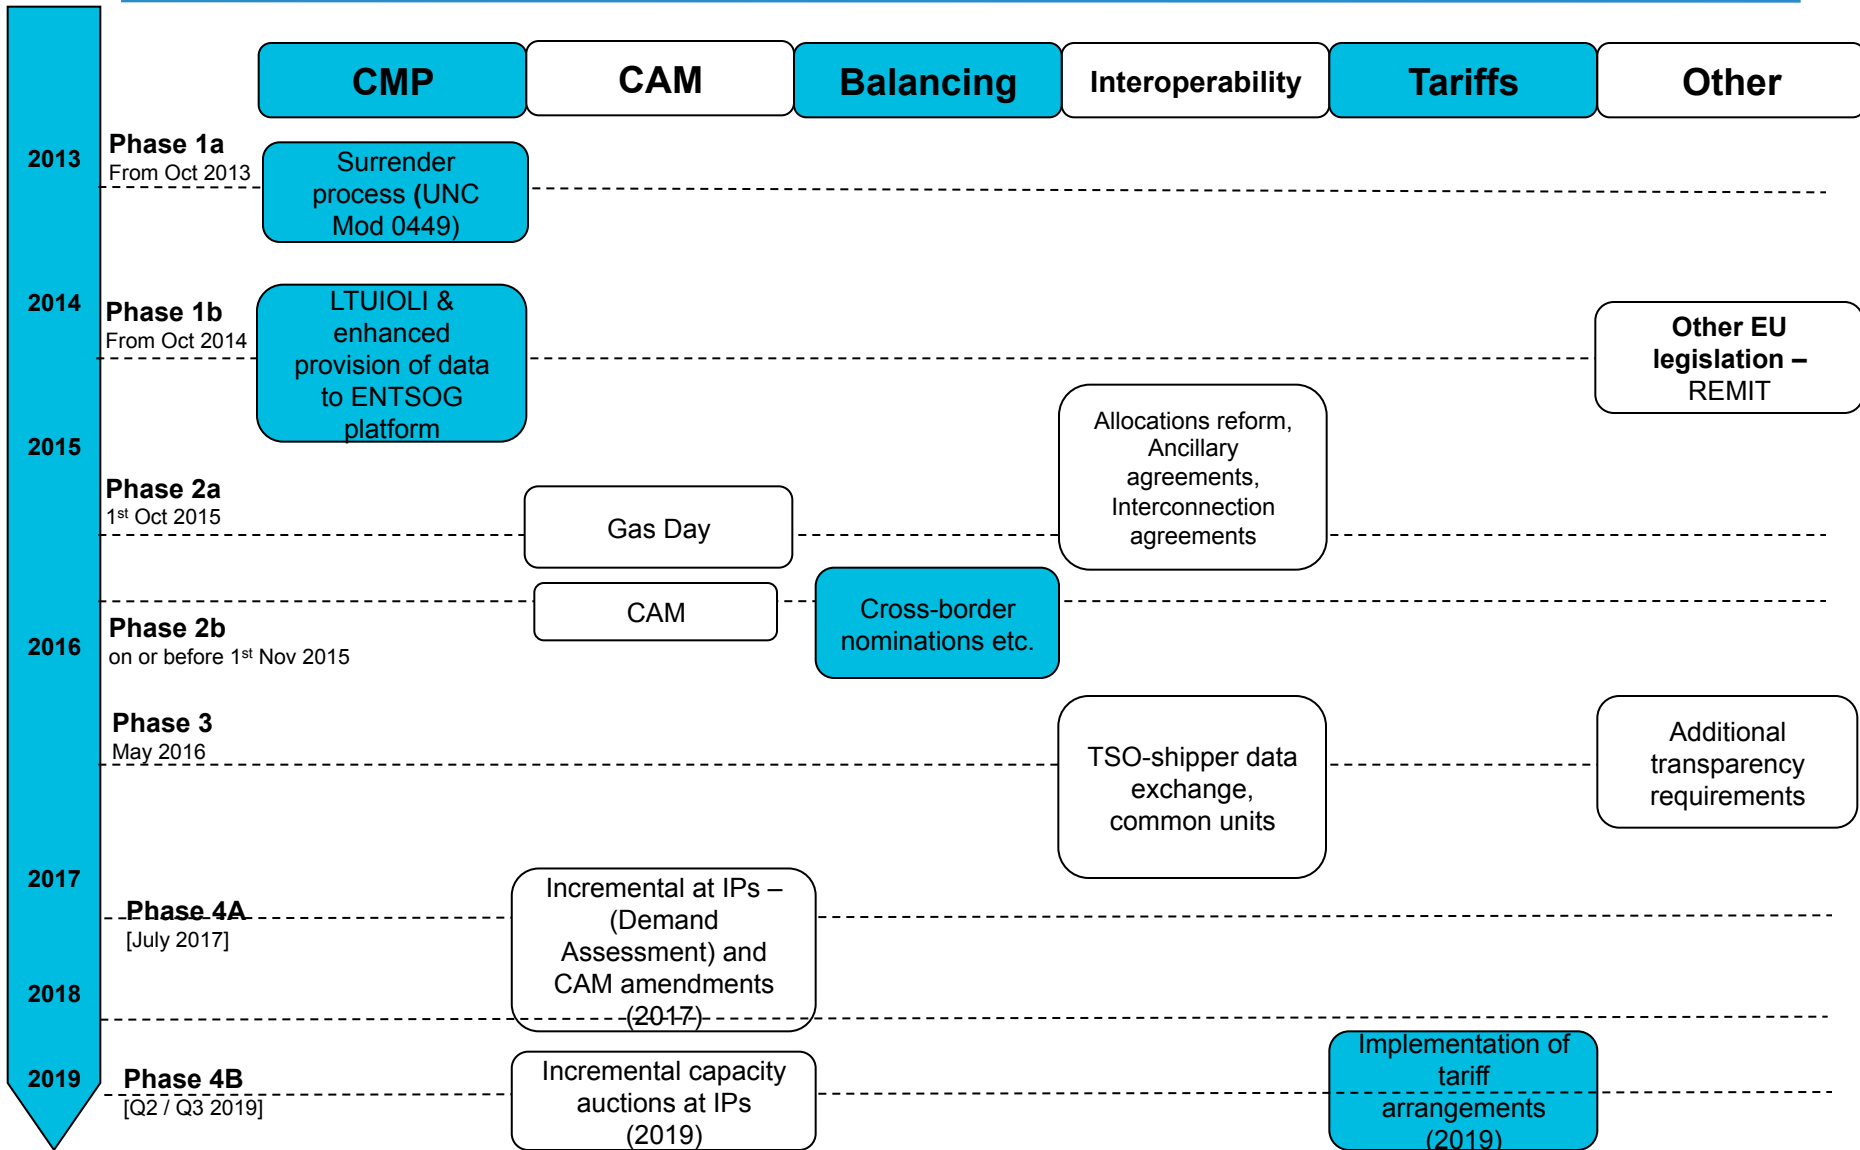 CMP
CAM
Balancing
Interoperability
Tariffs
Other
2013
Phase 1a
From Oct 2013
Surrender
process (UNC
Mod 0449)
2014
Phase 1b
From Oct 2014
LTUIOLI &
enhanced
provision of data
to ENTSOG
platform
Other EU
legislation –
REMIT
2015
Phase 2a
1st Oct 2015
Gas Day
Allocations reform,
Ancillary
agreements,
Interconnection
agreements
2016
Phase 2b
on or before 1st Nov 2015
CAM
Cross-border
nominations etc.
Phase 3
May 2016
TSO-shipper data
exchange,
common units
Additional
transparency
requirements
2017
Phase 4A
[July 2017]
Incremental at IPs –
(Demand
Assessment) and
CAM amendments
(2017)
2018
2019
Phase 4B
[Q2 / Q3 2019]
Incremental capacity
auctions at IPs
(2019)
Implementation of
tariff
arrangements
(2019)